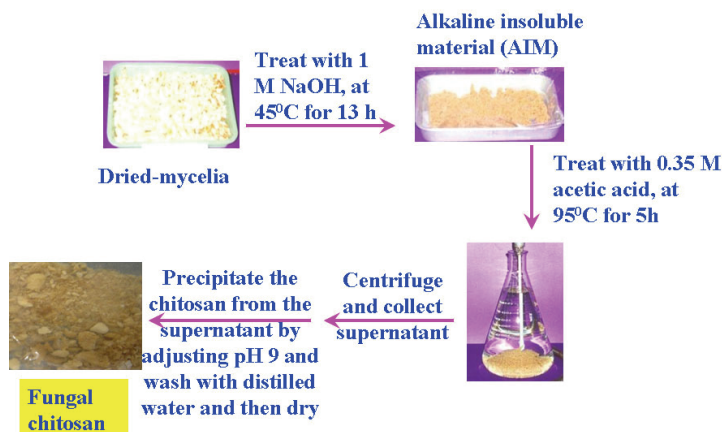 Dried-mycelia
Treat with 1
M NaOH, at
45⁰C for 13 h
Alkaline insoluble
material (AIM)
Treat with 0.35 M
acetic acid, at
95⁰C for 5h
Centrifuge
and collect
supernatant
Precipitate the
chitosan from the
supernatant by
adjusting pH 9 and
wash with distilled
water and then dry
Fungal
chitosan